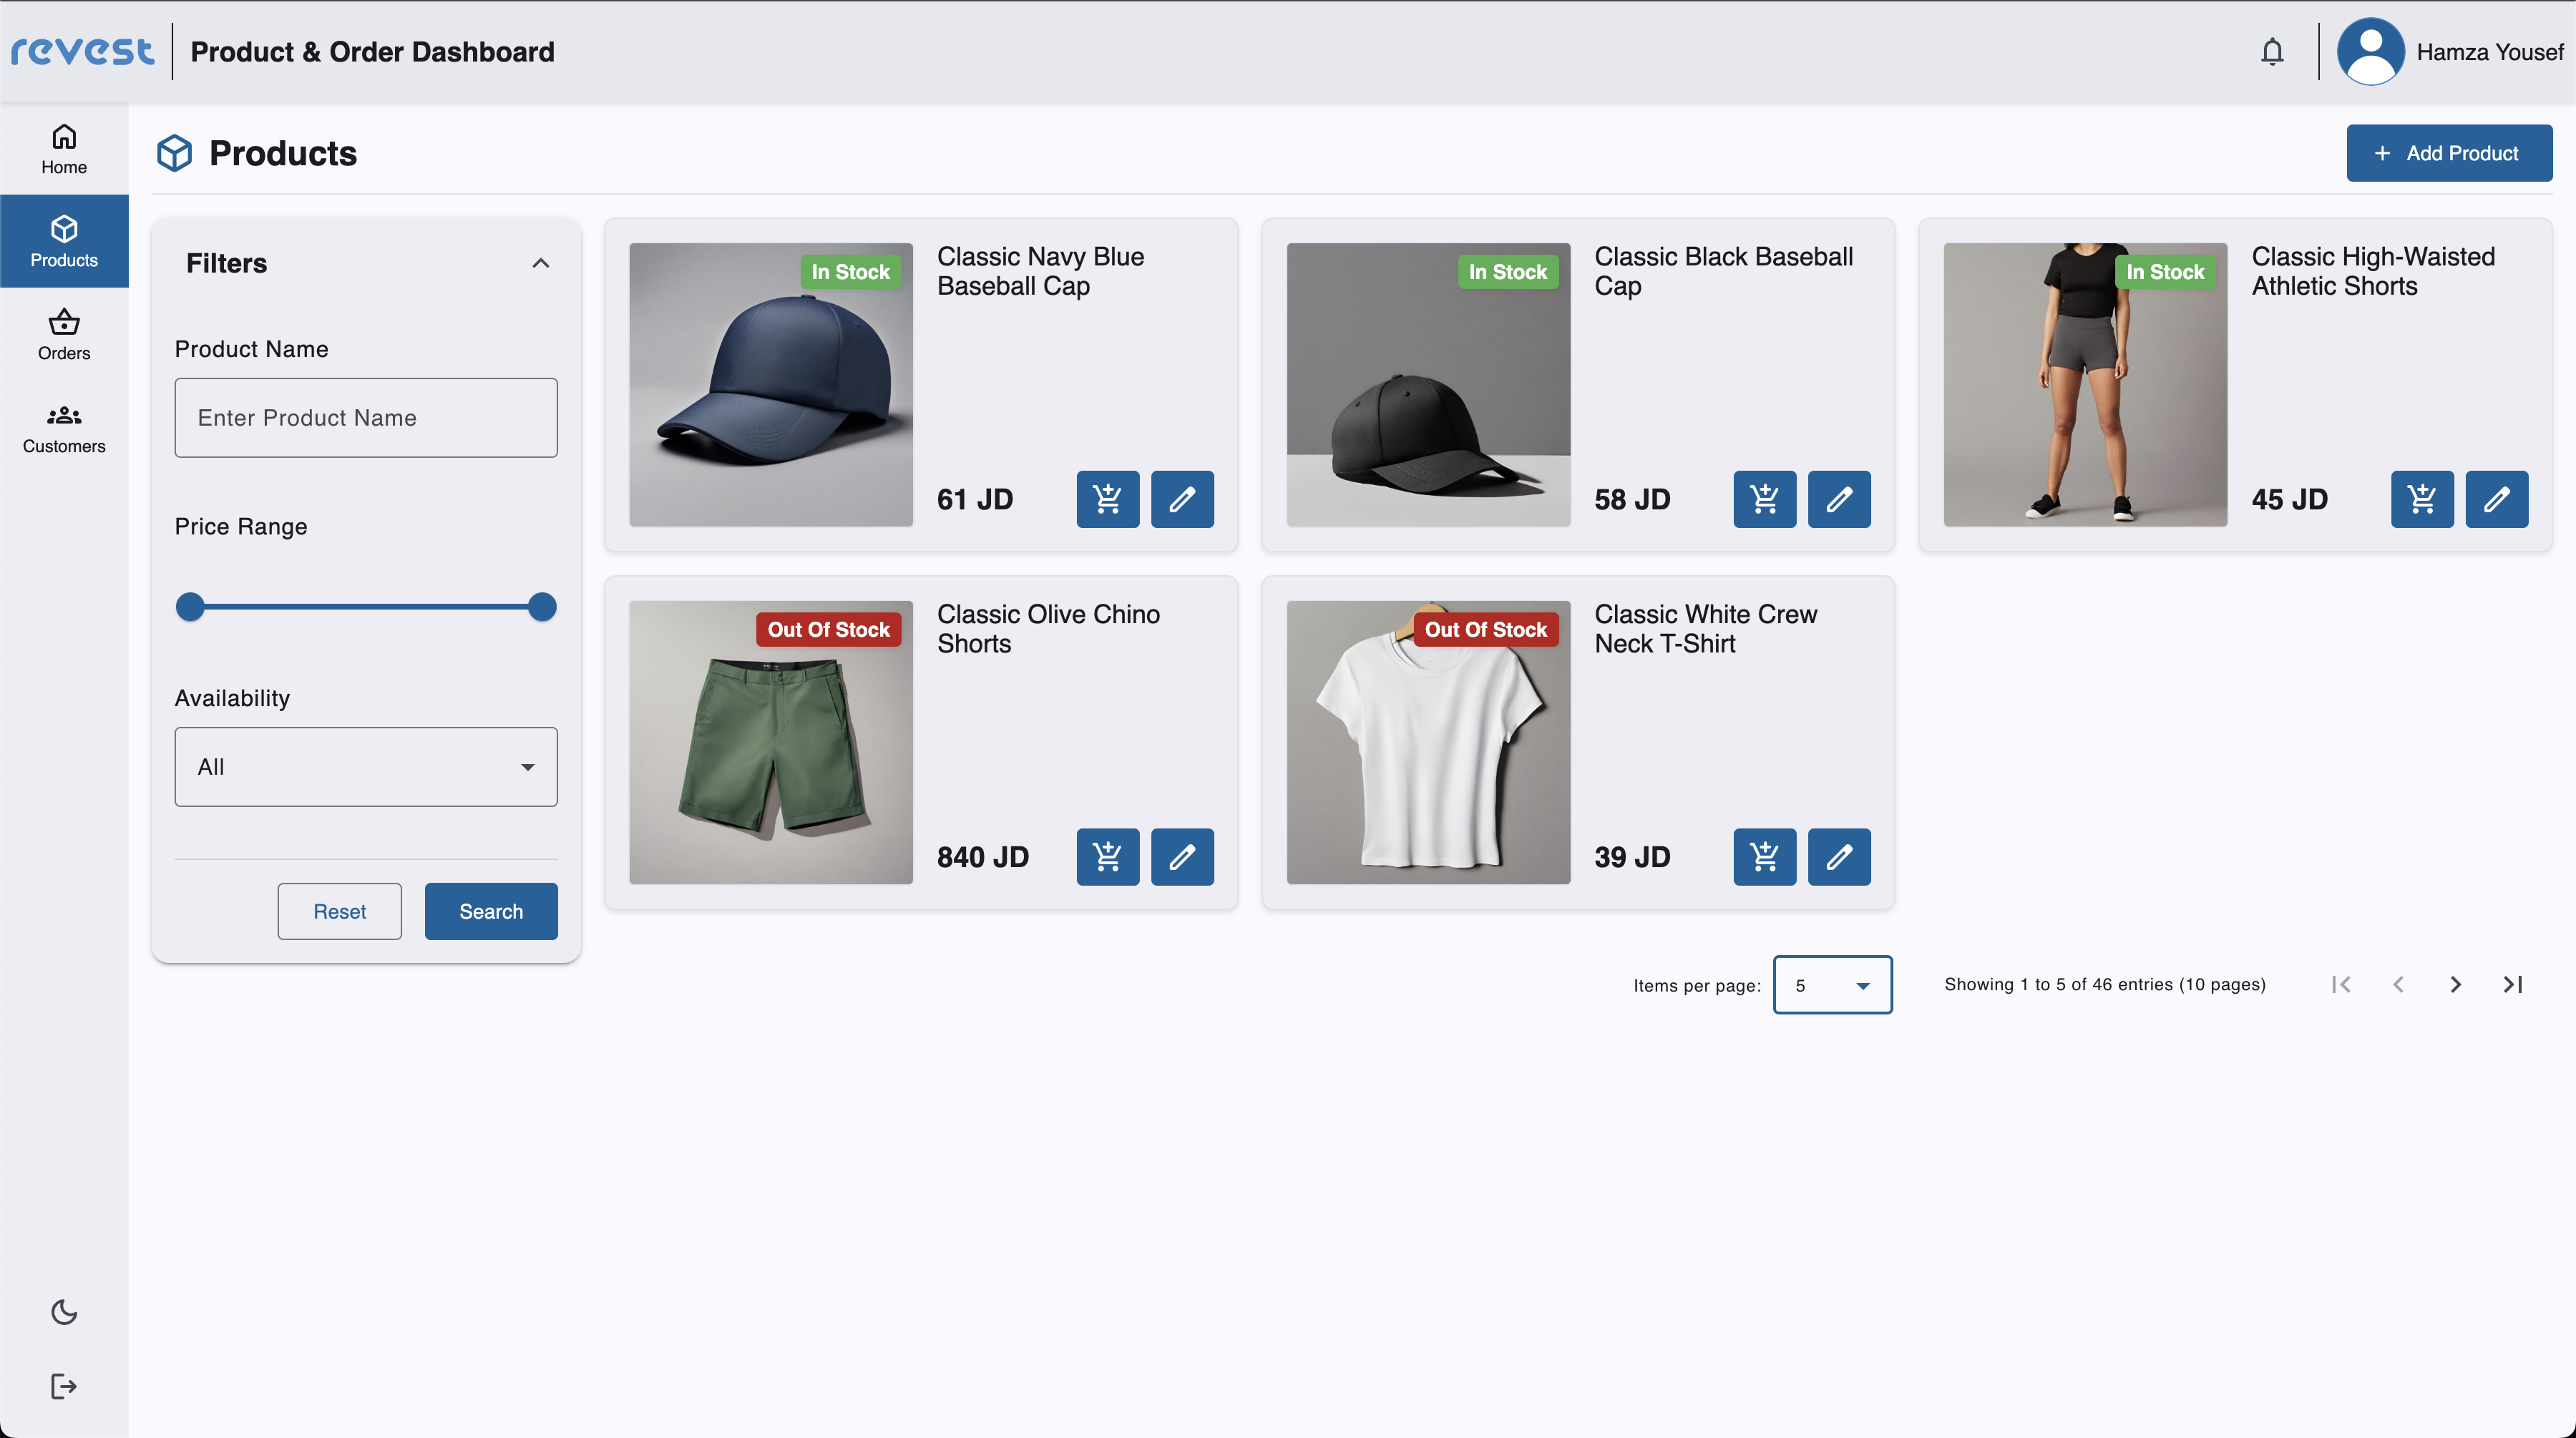 revest
Product & Order Dashboard
Hamza Yousef
Home
Products
Orders
Customers
Products
+ Add Product
Filters
Product Name
Enter Product Name
Price Range
Availability
All
Reset
Search
In Stock
Classic Navy Blue
Baseball Cap
61 JD
In Stock
Classic Black Baseball
Cap
58 JD
In Stock
Classic High-Waisted
Athletic Shorts
45 JD
Out Of Stock
Classic Olive Chino
Shorts
840 JD
Out Of Stock
Classic White Crew
Neck T-Shirt
39 JD
Items per page: 5
Showing 1 to 5 of 46 entries (10 pages)